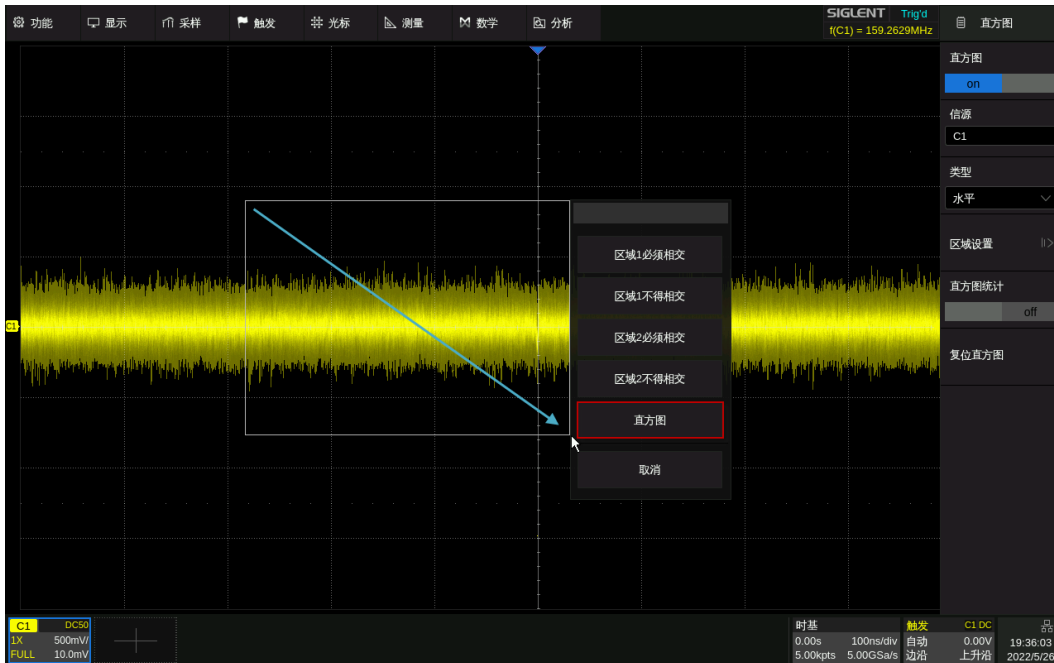 功能 显示 采样 触发 光标 测量 数学 分析
SIGLENT Trig'd
f(C1) = 159.2629MHz
直方图
直方图
on
信源
C1
类型
水平
区域设置
直方图统计
off
复位直方图
区域1必须相交
区域1不得相交
区域2必须相交
区域2不得相交
直方图
取消
C1
C1 DC50
1X 500mV/
FULL 10.0mV
时基
0.00s 100ns/div
5.00kpts 5.00GSa/s
触发 C1 DC
自动 0.00V
边沿 上升沿
19:36:03
2022/5/26